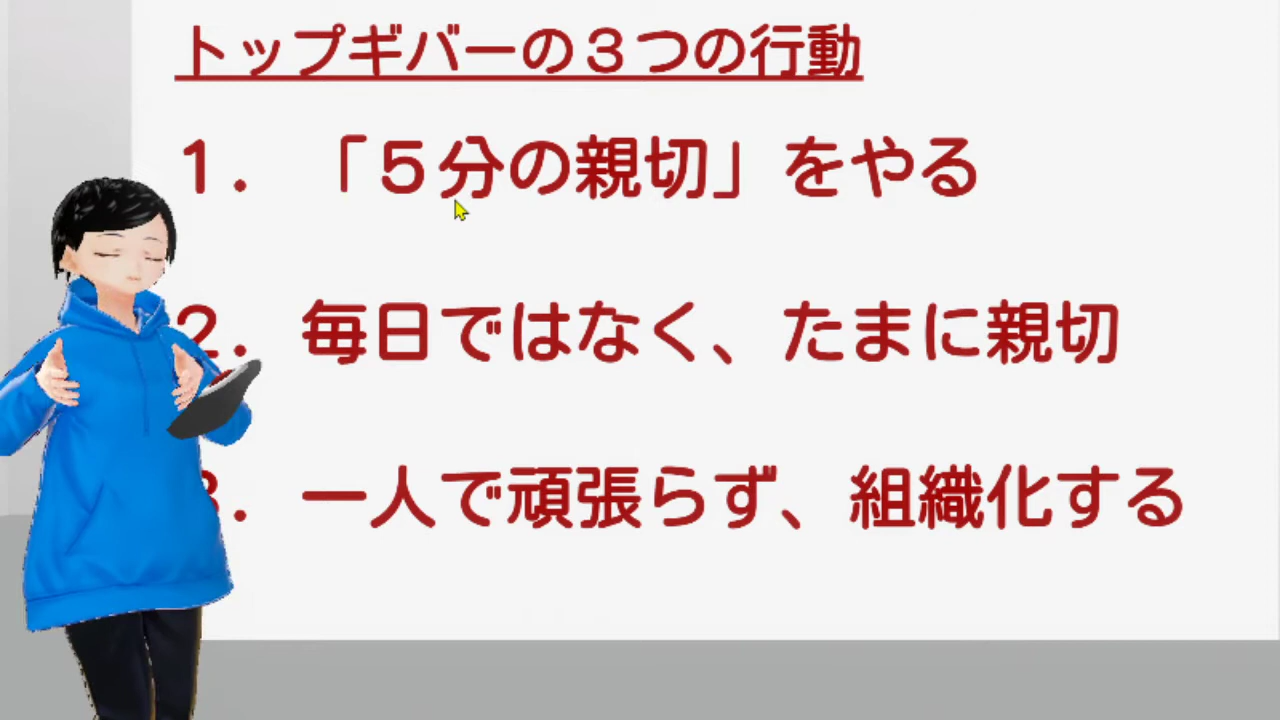 トップギバーの３つの行動
１．「５分の親切」をやる
２．毎日ではなく、たまに親切
３．一人で頑張らず、組織化する